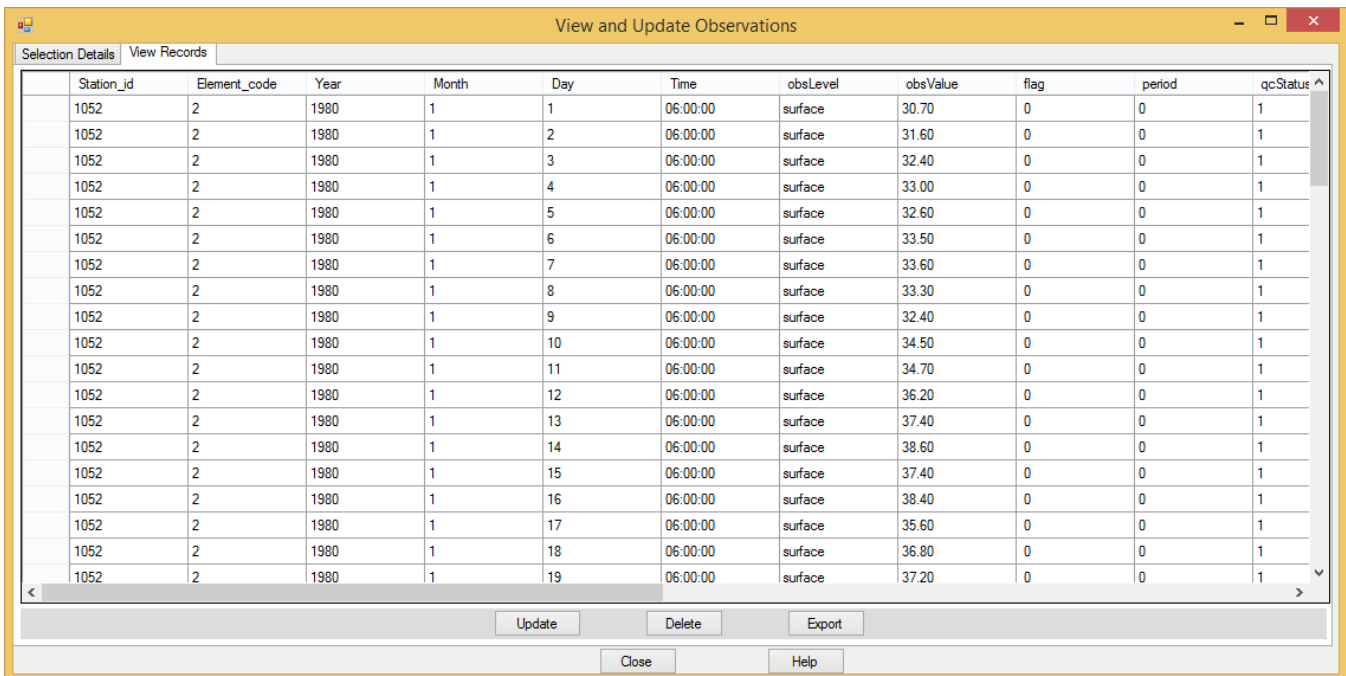 View and Update Observations
Selection Details View Records
Station_id Element_code Year Month Day Time obsLevel obsValue flag period qcStatus
1052 2 1980 1 1 06:00:00 surface 30.70 0 0 1
1052 2 1980 1 2 06:00:00 surface 31.60 0 0 1
1052 2 1980 1 3 06:00:00 surface 32.40 0 0 1
1052 2 1980 1 4 06:00:00 surface 33.00 0 0 1
1052 2 1980 1 5 06:00:00 surface 32.60 0 0 1
1052 2 1980 1 6 06:00:00 surface 33.50 0 0 1
1052 2 1980 1 7 06:00:00 surface 33.60 0 0 1
1052 2 1980 1 8 06:00:00 surface 33.30 0 0 1
1052 2 1980 1 9 06:00:00 surface 32.40 0 0 1
1052 2 1980 1 10 06:00:00 surface 34.50 0 0 1
1052 2 1980 1 11 06:00:00 surface 34.70 0 0 1
1052 2 1980 1 12 06:00:00 surface 36.20 0 0 1
1052 2 1980 1 13 06:00:00 surface 37.40 0 0 1
1052 2 1980 1 14 06:00:00 surface 38.60 0 0 1
1052 2 1980 1 15 06:00:00 surface 37.40 0 0 1
1052 2 1980 1 16 06:00:00 surface 38.40 0 0 1
1052 2 1980 1 17 06:00:00 surface 35.60 0 0 1
1052 2 1980 1 18 06:00:00 surface 36.80 0 0 1
1052 2 1980 1 19 06:00:00 surface 37.20 0 0 1
Update Delete Export
Close Help